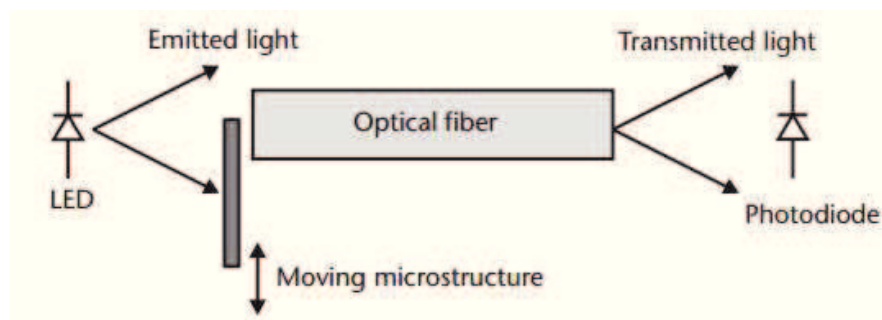 Emitted light
Transmitted light
Optical fiber
LED
Photodiode
Moving microstructure